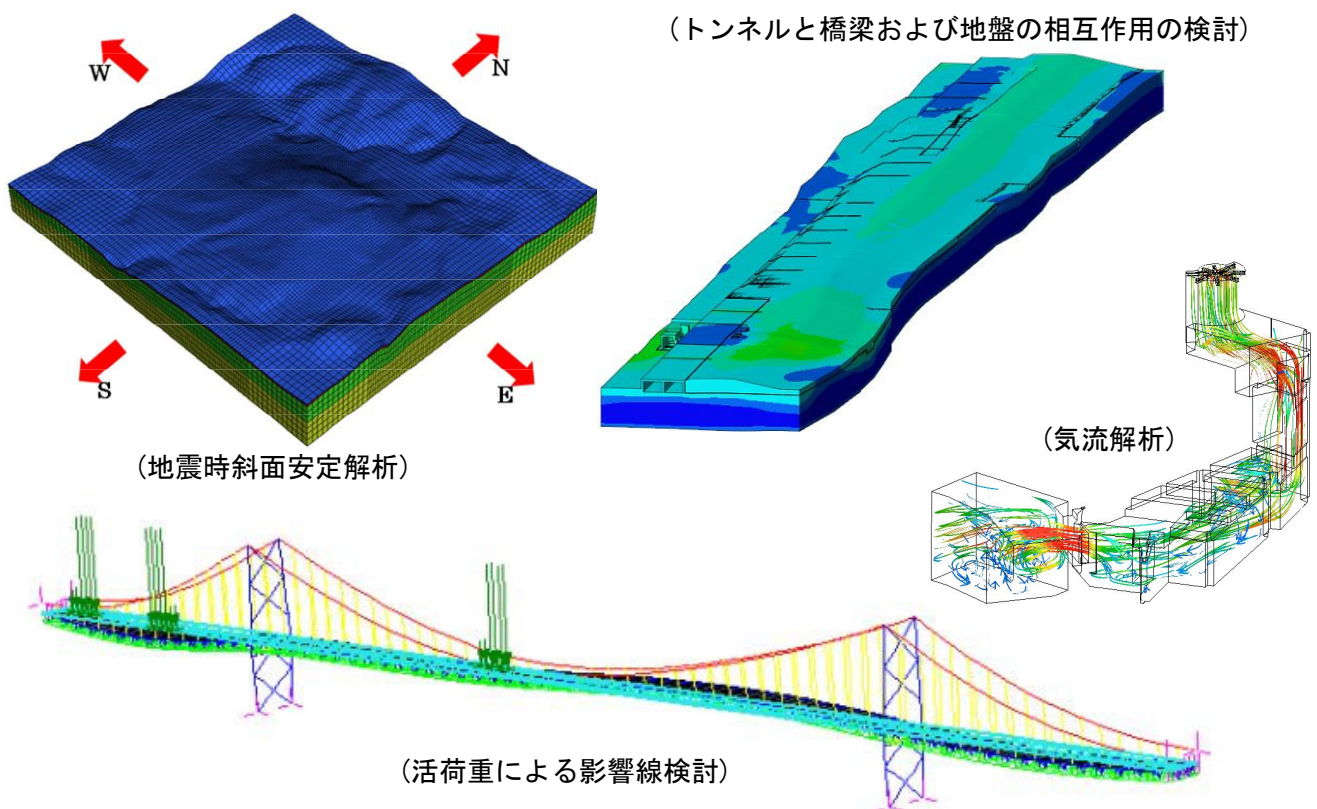 (トンネルと橋梁および地盤の相互作用の検討)
W
N
S
E
(地震時斜面安定解析)
(気流解析)
(活荷重による影響線検討)